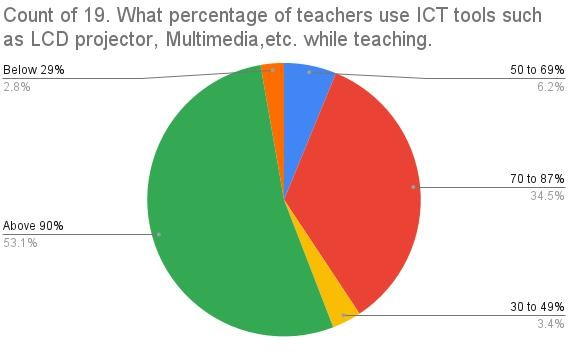 Count of 19. What percentage of teachers use ICT tools such
as LCD projector, Multimedia,etc. while teaching.
Below 29%
2.8%
50 to 69%
6.2%
70 to 87%
34.5%
Above 90%
53.1%
30 to 49%
3.4%